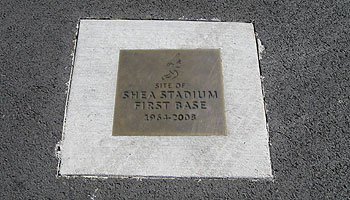 SITE OF
SHEA STADIUM
FIRST BASE
1964-2008